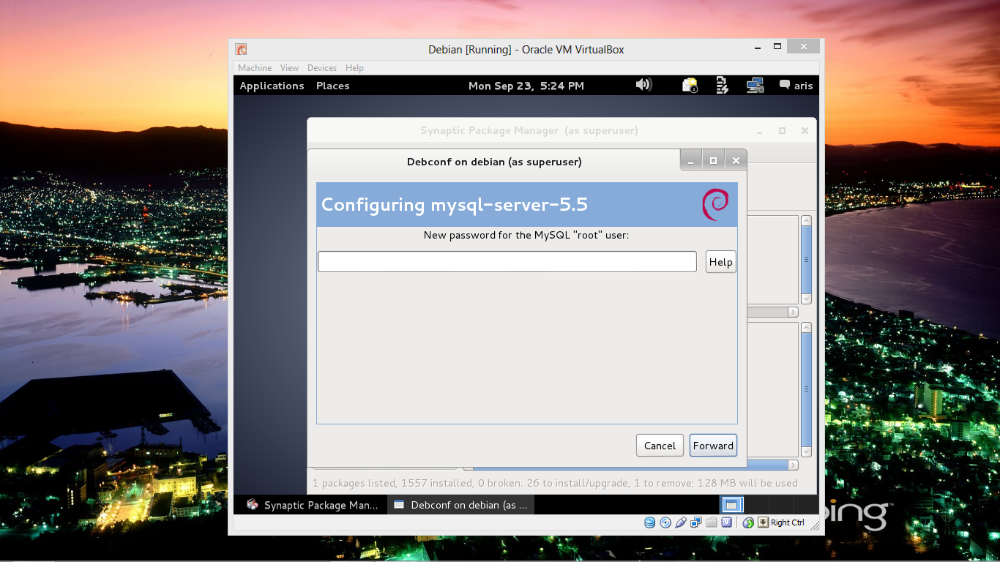 Debian [Running] - Oracle VM VirtualBox
Machine View Devices Help
Applications Places Mon Sep 23, 5:24 PM aris
Synaptic Package Manager (as superuser)
Debconf on debian (as superuser)
Configuring mysql-server-5.5
New password for the MySQL "root" user:
Help
Cancel Forward
1 packages listed, 1557 installed, 0 broken. 26 to install/upgrade, 1 to remove; 128 MB will be used
Synaptic Package Man... Debconf on debian (as ...
Right Ctrl
bing™